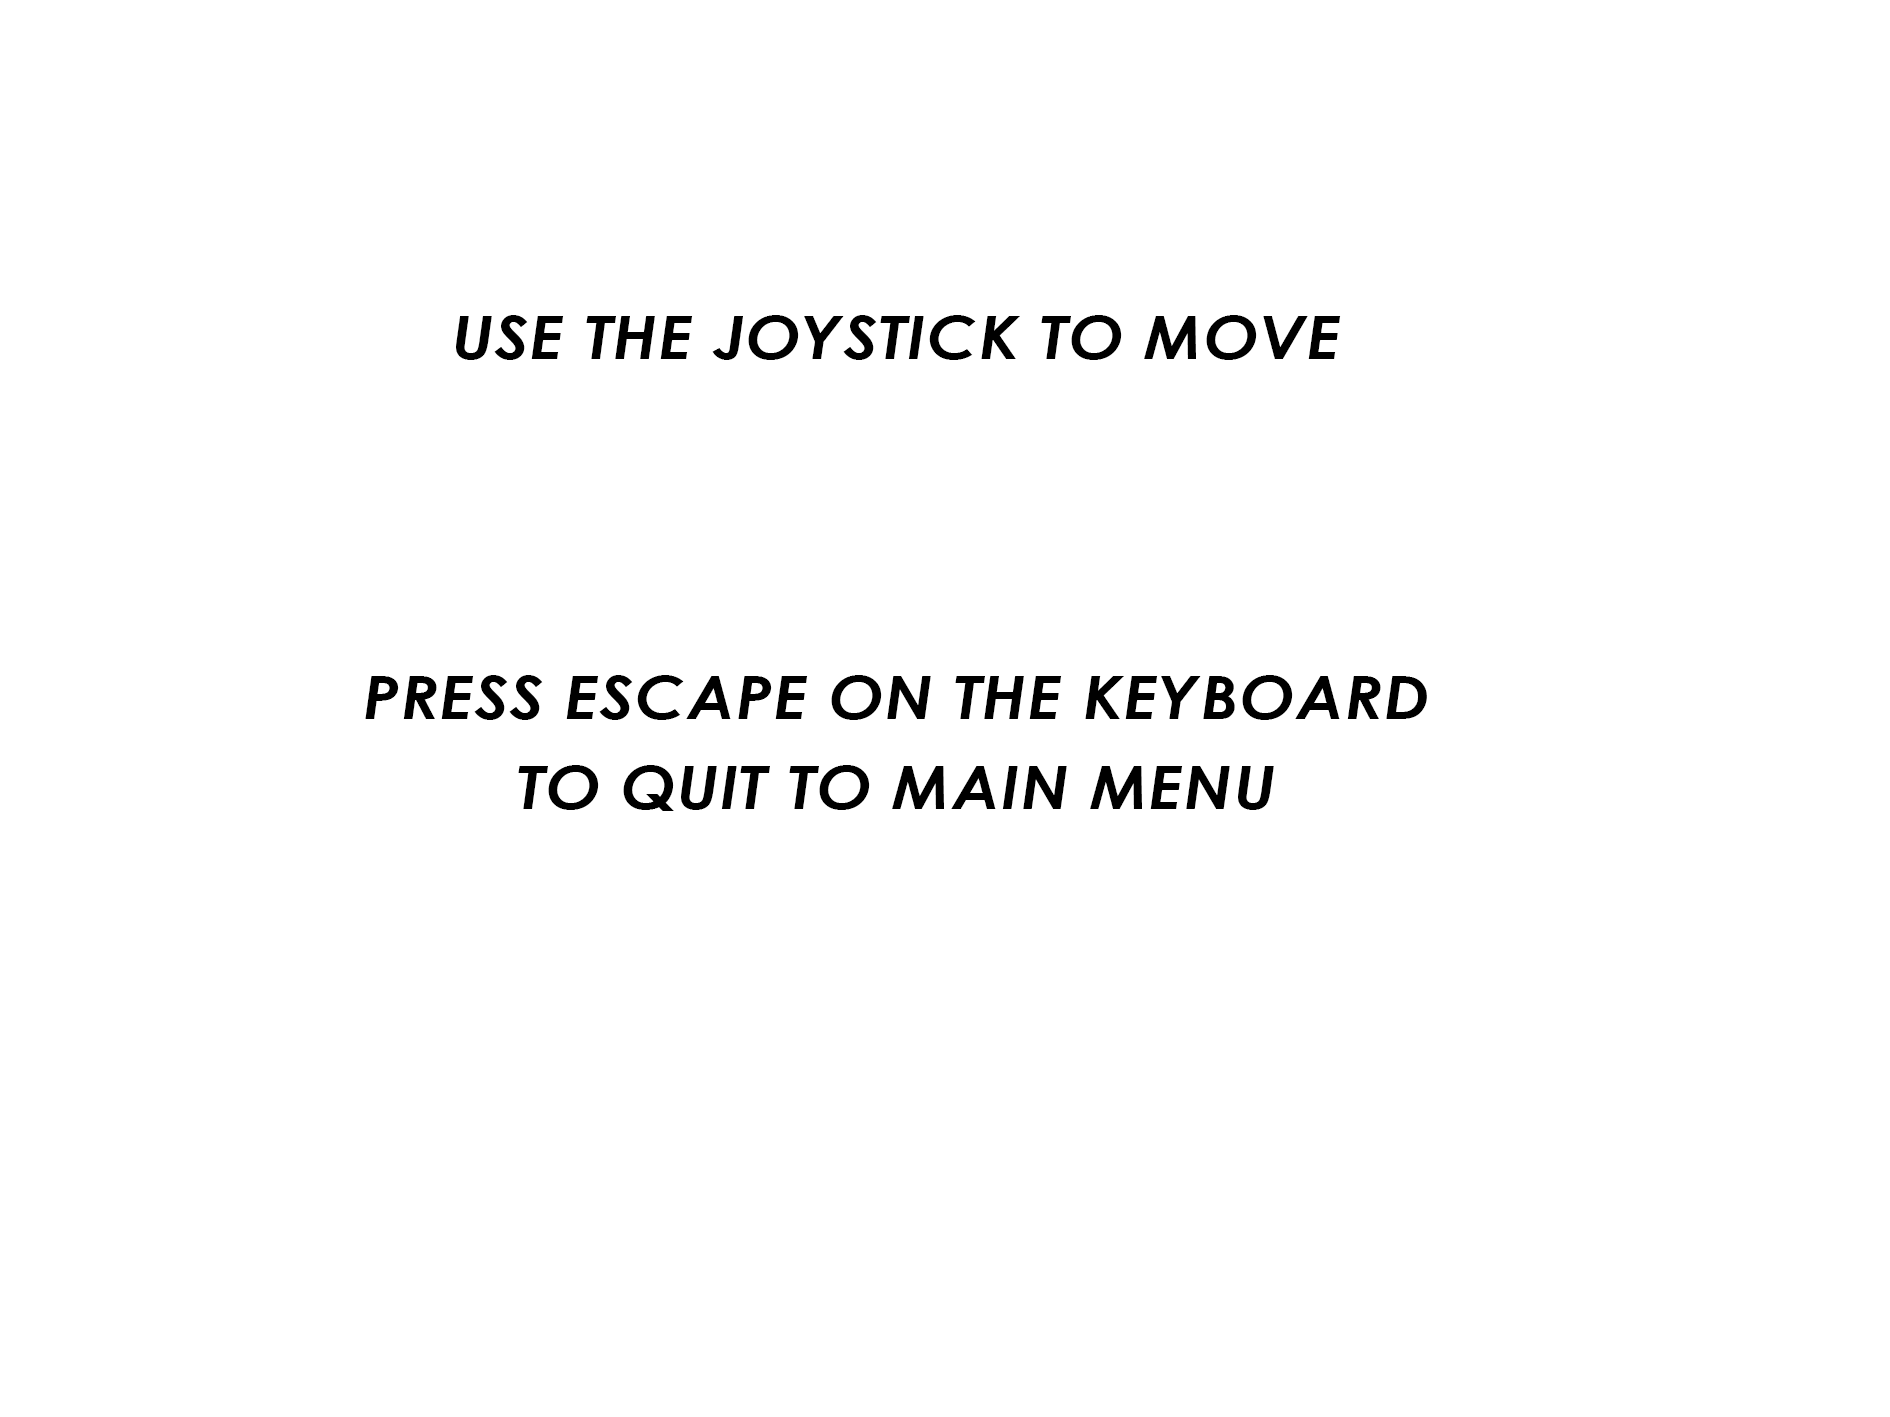 USE THE JOYSTICK TO MOVE
PRESS ESCAPE ON THE KEYBOARD
TO QUIT TO MAIN MENU